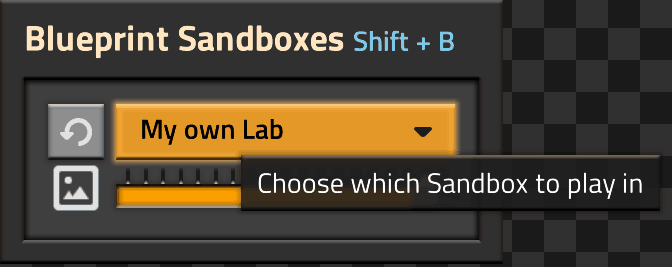 Blueprint Sandboxes Shift + B
My own Lab
Choose which Sandbox to play in